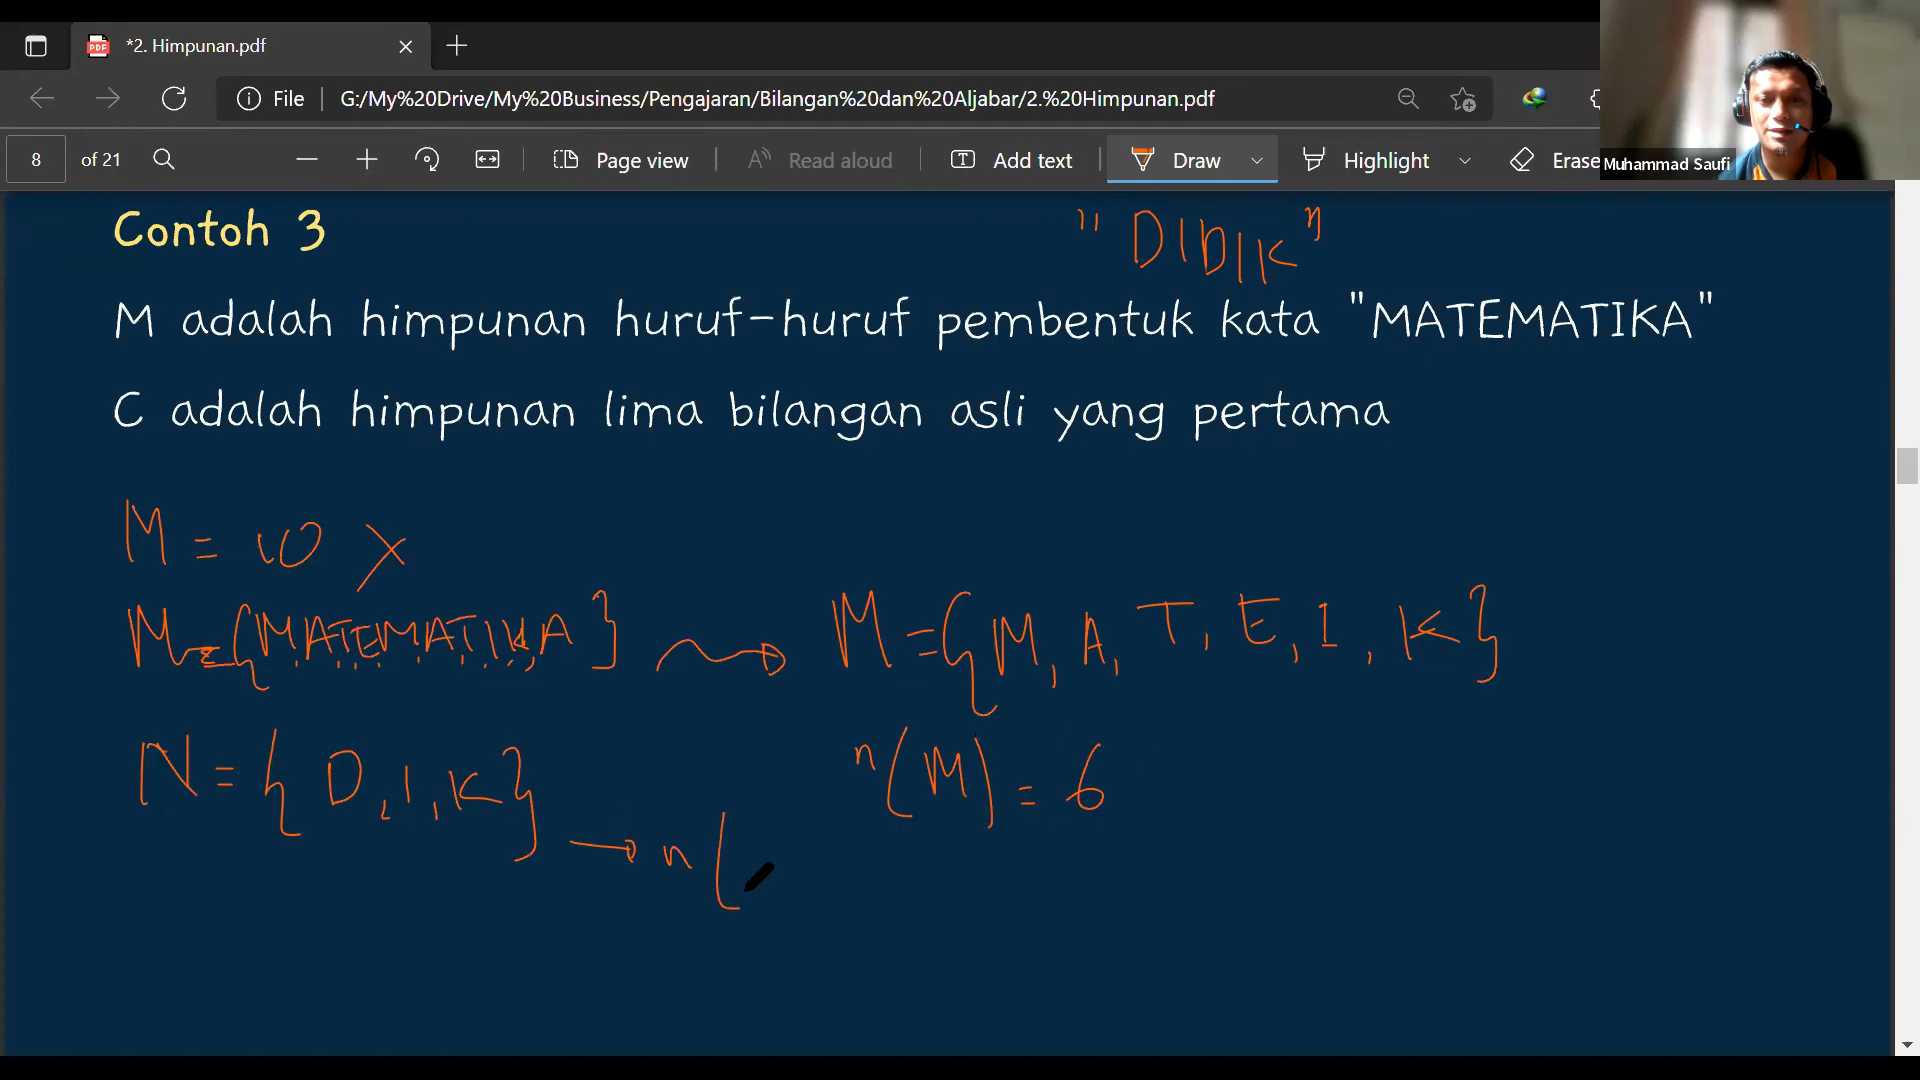 *2. Himpunan.pdf
File G:/My%20Drive/My%20Business/Pengajaran/Bilangan%20dan%20Aljabar/2.%20Himpunan.pdf
8 of 21 Page view Read aloud Add text Draw Highlight Erase
Muhammad Saufi
Contoh 3
"DIDIK"
M adalah himpunan huruf-huruf pembentuk kata "MATEMATIKA"
C adalah himpunan lima bilangan asli yang pertama
M = 10 X
M = {M,A,T,E,M,A,T,I,K,A} → M = {M, A, T, E, I, K}
N = {D, I, K} → n(
n(M) = 6